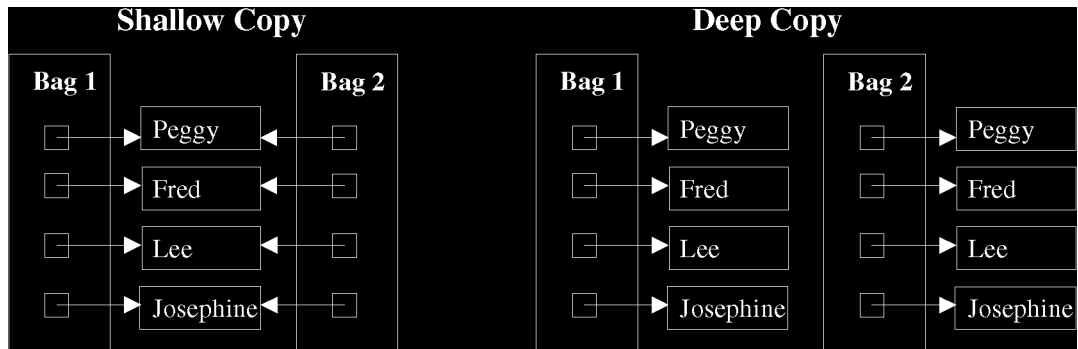 Shallow Copy
Bag 1
Bag 2
Peggy
Fred
Lee
Josephine
Deep Copy
Bag 1
Peggy
Fred
Lee
Josephine
Bag 2
Peggy
Fred
Lee
Josephine